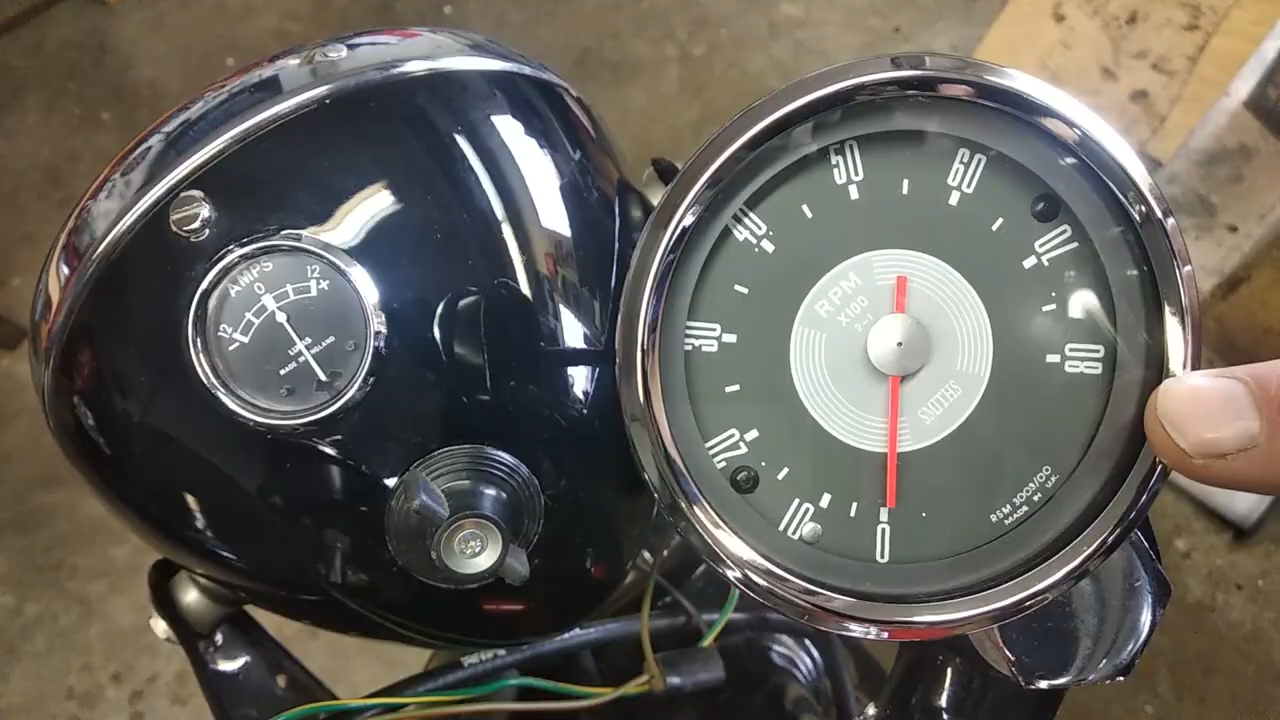 AMPS
12 0 12
- +
LUCAS
MADE IN ENGLAND
0
10
20
30
40
50
60
70
80
RPM
X100
2-1
SMITHS
RSM 3003/00
MADE IN U.K.